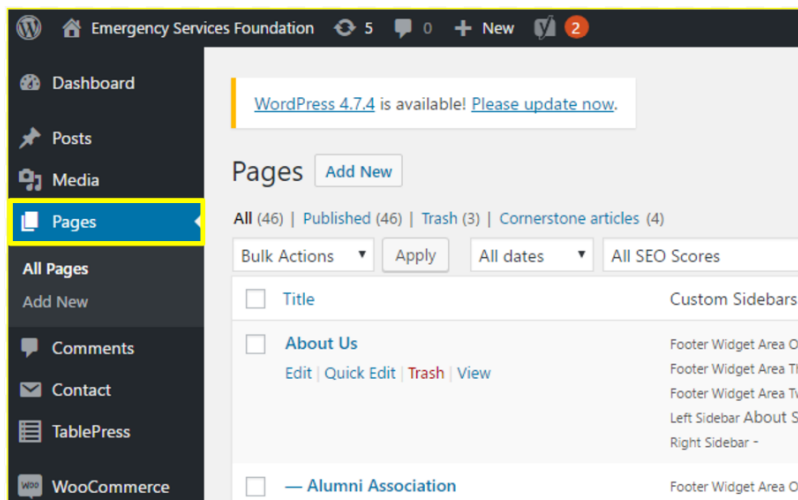 Emergency Services Foundation 5 0 New 2
Dashboard
Posts
Media
Pages
All Pages
Add New
Comments
Contact
TablePress
WOO WooCommerce
WordPress 4.7.4 is available! Please update now.
Pages Add New
All (46) | Published (46) | Trash (3) | Cornerstone articles (4)
Bulk Actions Apply All dates All SEO Scores
Title Custom Sidebars
About Us
Edit | Quick Edit | Trash | View
Footer Widget Area O
Footer Widget Area Th
Footer Widget Area Tw
Left Sidebar About S
Right Sidebar -
— Alumni Association Footer Widget Area O